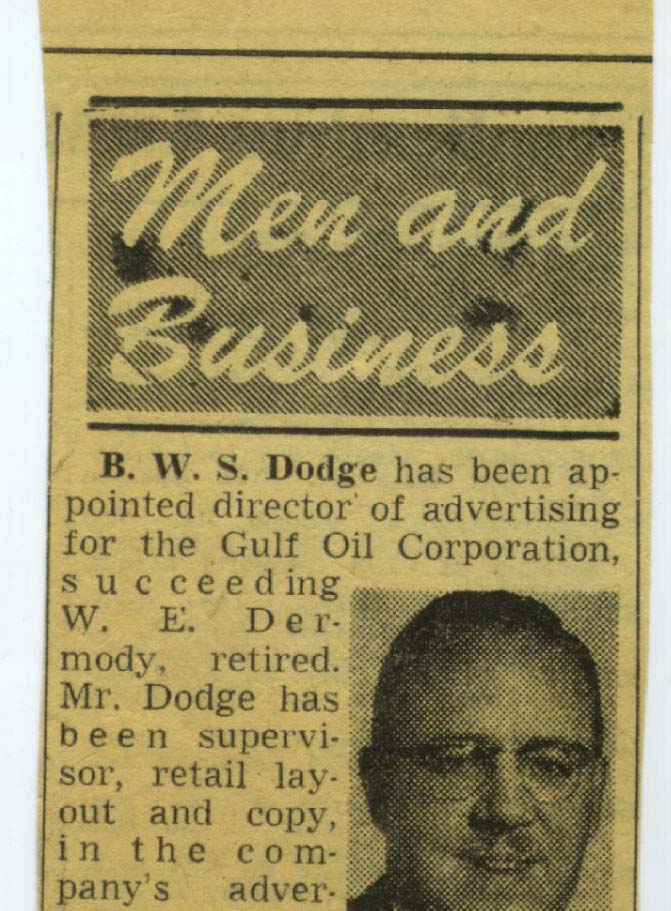 Men and
Business
B. W. S. Dodge has been ap-
pointed director of advertising
for the Gulf Oil Corporation,
succeeding
W. E. Der-
mody, retired.
Mr. Dodge has
been supervi-
sor, retail lay-
out and copy,
in the com-
pany's adver-